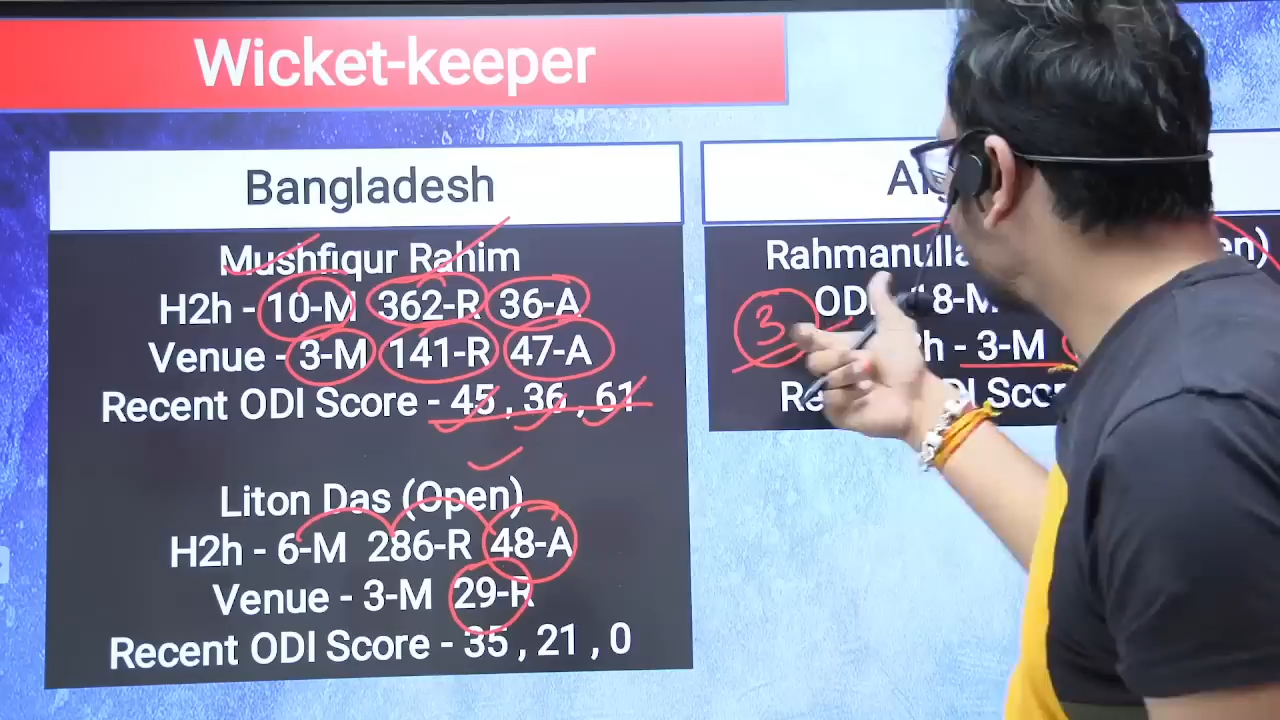 Wicket-keeper
Bangladesh
Mushfiqur Rahim
H2h - 10-M 362-R 36-A
Venue - 3-M 141-R 47-A
Recent ODI Score - 45 , 36 , 61
Liton Das (Open)
H2h - 6-M 286-R 48-A
Venue - 3-M 29-R
Recent ODI Score - 35 , 21 , 0
3
- 3-M